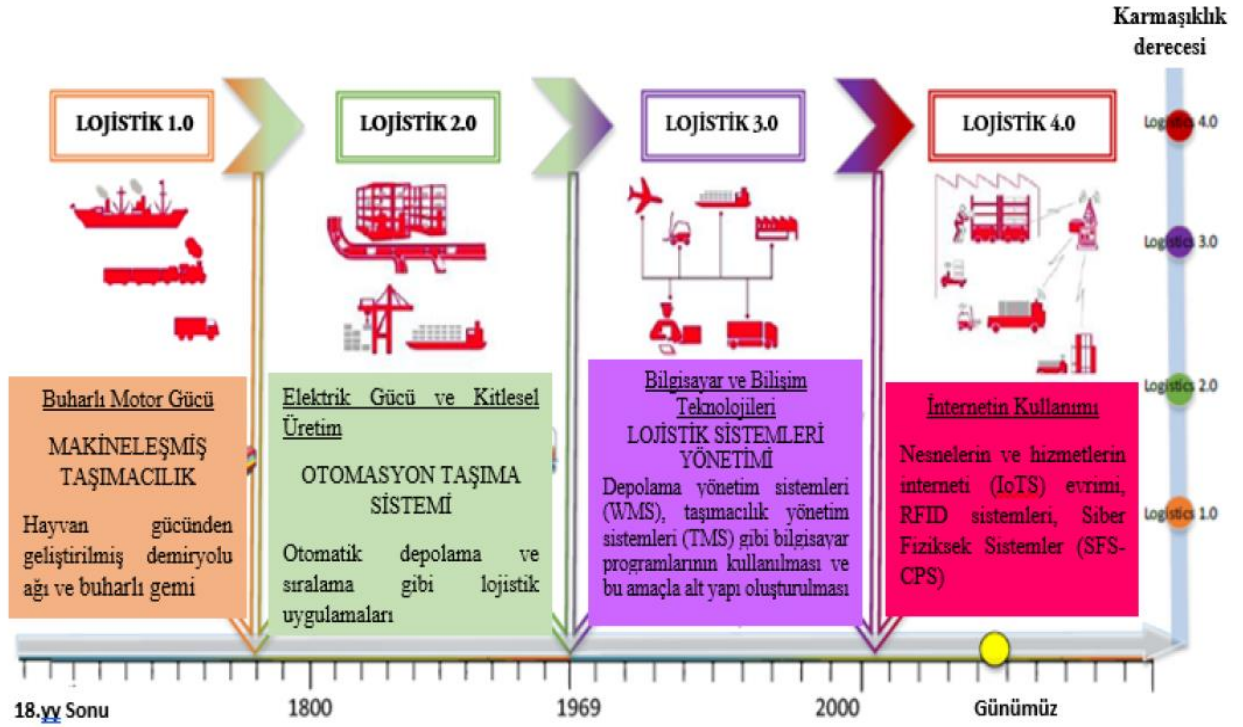 Karmaşıklık
derecesi
LOJİSTİK 1.0
LOJİSTİK 2.0
LOJİSTİK 3.0
LOJİSTİK 4.0
Logistics 4.0
Logistics 3.0
Logistics 2.0
Logistics 1.0
Buharlı Motor Gücü
MAKİNELEŞMİŞ
TAŞIMACILIK
Hayvan gücünden
geliştirilmiş demiryolu
ağı ve buharlı gemi
Elektrik Gücü ve Kitlesel
Üretim
OTOMASYON TAŞIMA
SİSTEMİ
Otomatik depolama ve
sıralama gibi lojistik
uygulamaları
Bilgisayar ve Bilişim
Teknolojileri
LOJİSTİK SİSTEMLERİ
YÖNETİMİ
Depolama yönetim sistemleri
(WMS), taşımacılık yönetim
sistemleri (TMS) gibi bilgisayar
programlarının kullanılması ve
bu amaçla alt yapı oluşturulması
İnternetin Kullanımı
Nesnelerin ve hizmetlerin
interneti (IoTS) evrimi,
RFID sistemleri, Siber
Fiziksek Sistemler (SFS-
CPS)
18.yy Sonu
1800
1969
2000
Günümüz